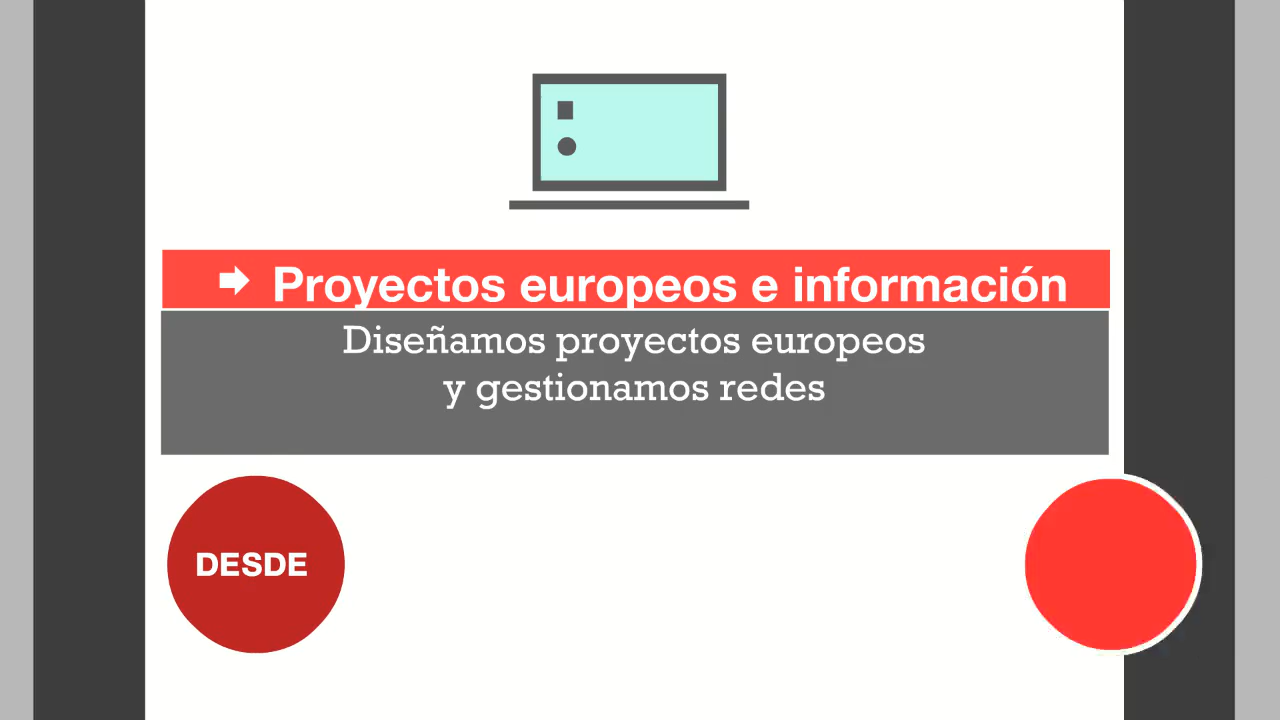 Proyectos europeos e información
Diseñamos proyectos europeos
y gestionamos redes
DESDE